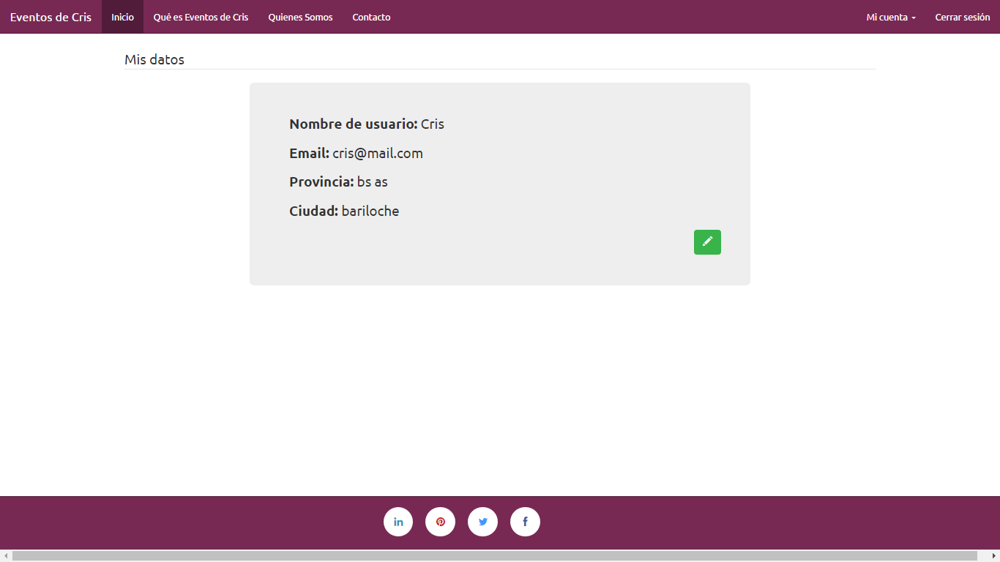 Eventos de Cris Inicio Qué es Eventos de Cris Quienes Somos Contacto Mi cuenta Cerrar sesión
Mis datos
Nombre de usuario: Cris
Email: cris@mail.com
Provincia: bs as
Ciudad: bariloche